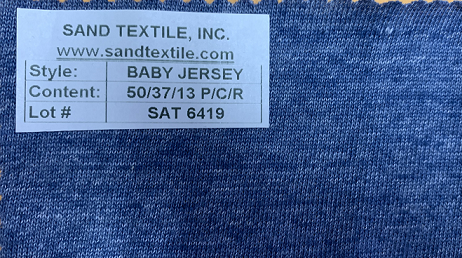 SAND TEXTILE, INC.
www.sandtextile.com
Style: BABY JERSEY
Content: 50/37/13 P/C/R
Lot # SAT 6419